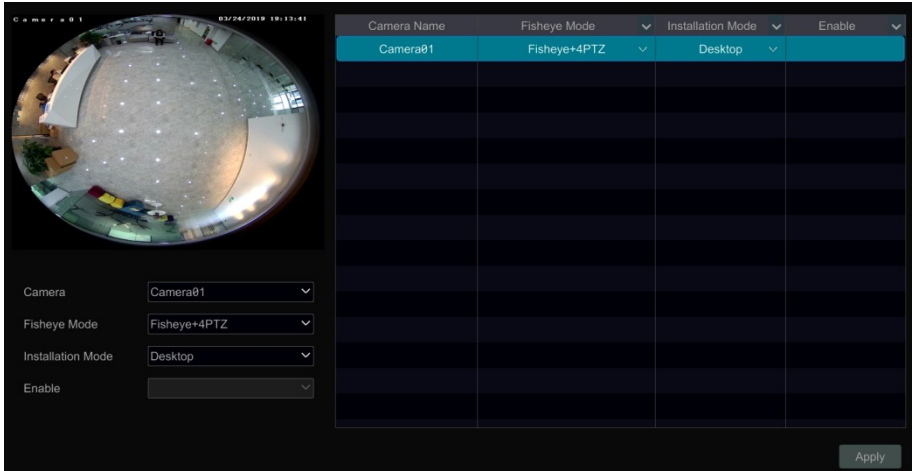 Camera01
03/24/2019 19:13:41
Camera Name Fisheye Mode Installation Mode Enable
Camera01 Fisheye+4PTZ Desktop
Camera Camera01
Fisheye Mode Fisheye+4PTZ
Installation Mode Desktop
Enable
Apply